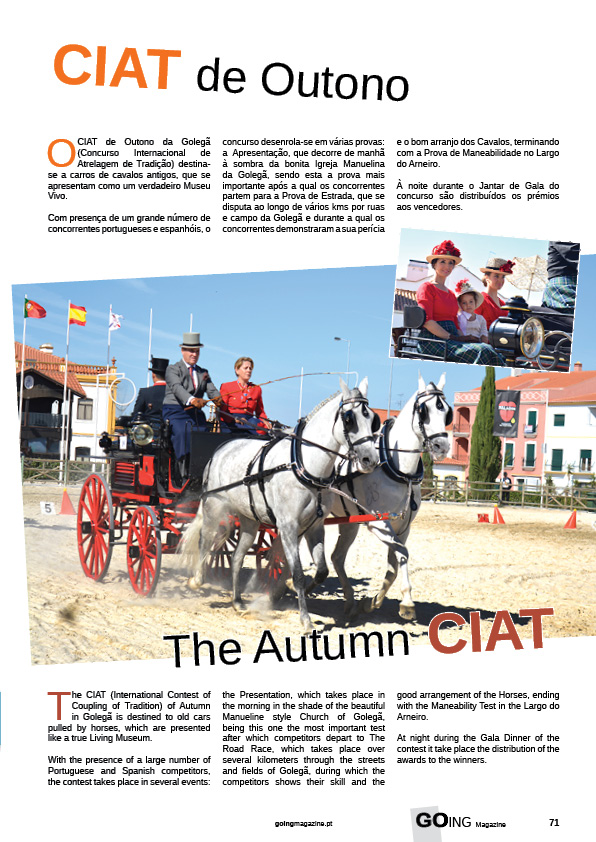 CIAT de Outono
O CIAT de Outono da Golegã
(Concurso Internacional de
Atrelagem de Tradição) destina-
se a carros de cavalos antigos, que se
apresentam como um verdadeiro Museu
Vivo.
Com presença de um grande número de
concorrentes portugueses e espanhóis, o
concurso desenrola-se em várias provas:
a Apresentação, que decorre de manhã
à sombra da bonita Igreja Manuelina
da Golegã, sendo esta a prova mais
importante após a qual os concorrentes
partem para a Prova de Estrada, que se
disputa ao longo de vários kms por ruas
e campo da Golegã e durante a qual os
concorrentes demonstraram a sua perícia
e o bom arranjo dos Cavalos, terminando
com a Prova de Maneabilidade no Largo
do Arneiro.
À noite durante o Jantar de Gala do
concurso são distribuídos os prémios
aos vencedores.
5
The Autumn CIAT
The CIAT (International Contest of
Coupling of Tradition) of Autumn
in Golegã is destined to old cars
pulled by horses, which are presented
like a true Living Museum.
With the presence of a large number of
Portuguese and Spanish competitors,
the contest takes place in several events:
the Presentation, which takes place in
the morning in the shade of the beautiful
Manueline style Church of Golegã,
being this one the most important test
after which competitors depart to The
Road Race, which takes place over
several kilometers through the streets
and fields of Golegã, during which the
competitors shows their skill and the
good arrangement of the Horses, ending
with the Maneability Test in the Largo do
Arneiro.
At night during the Gala Dinner of the
contest it take place the distribution of the
awards to the winners.
goingmagazine.pt
GOING Magazine
71